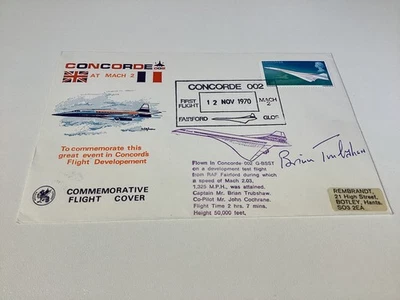 CONCORDE
AT MACH 2
To commemorate this
great event in Concord's
Flight Developement
COMMEMORATIVE
FLIGHT COVER
CONCORDE 002
FIRST FLIGHT
12 NOV 1970
MACH 2
FAIRFORD
GLOS
Flown in Concorde 002 G-BSST
on a development test flight
from RAF Fairford during which
a speed of Mach 2.02,
1,325 M.P.H., was attained.
Captain Mr. Brian Trubshaw.
Co-Pilot Mr. John Cochrane.
Flight Time 2 hrs. 7 mins.
Height 50,000 feet.
Brian Trubshaw
REMBRANDT,
21 High Street,
BOTLEY, Hants,
SO3 2EA.